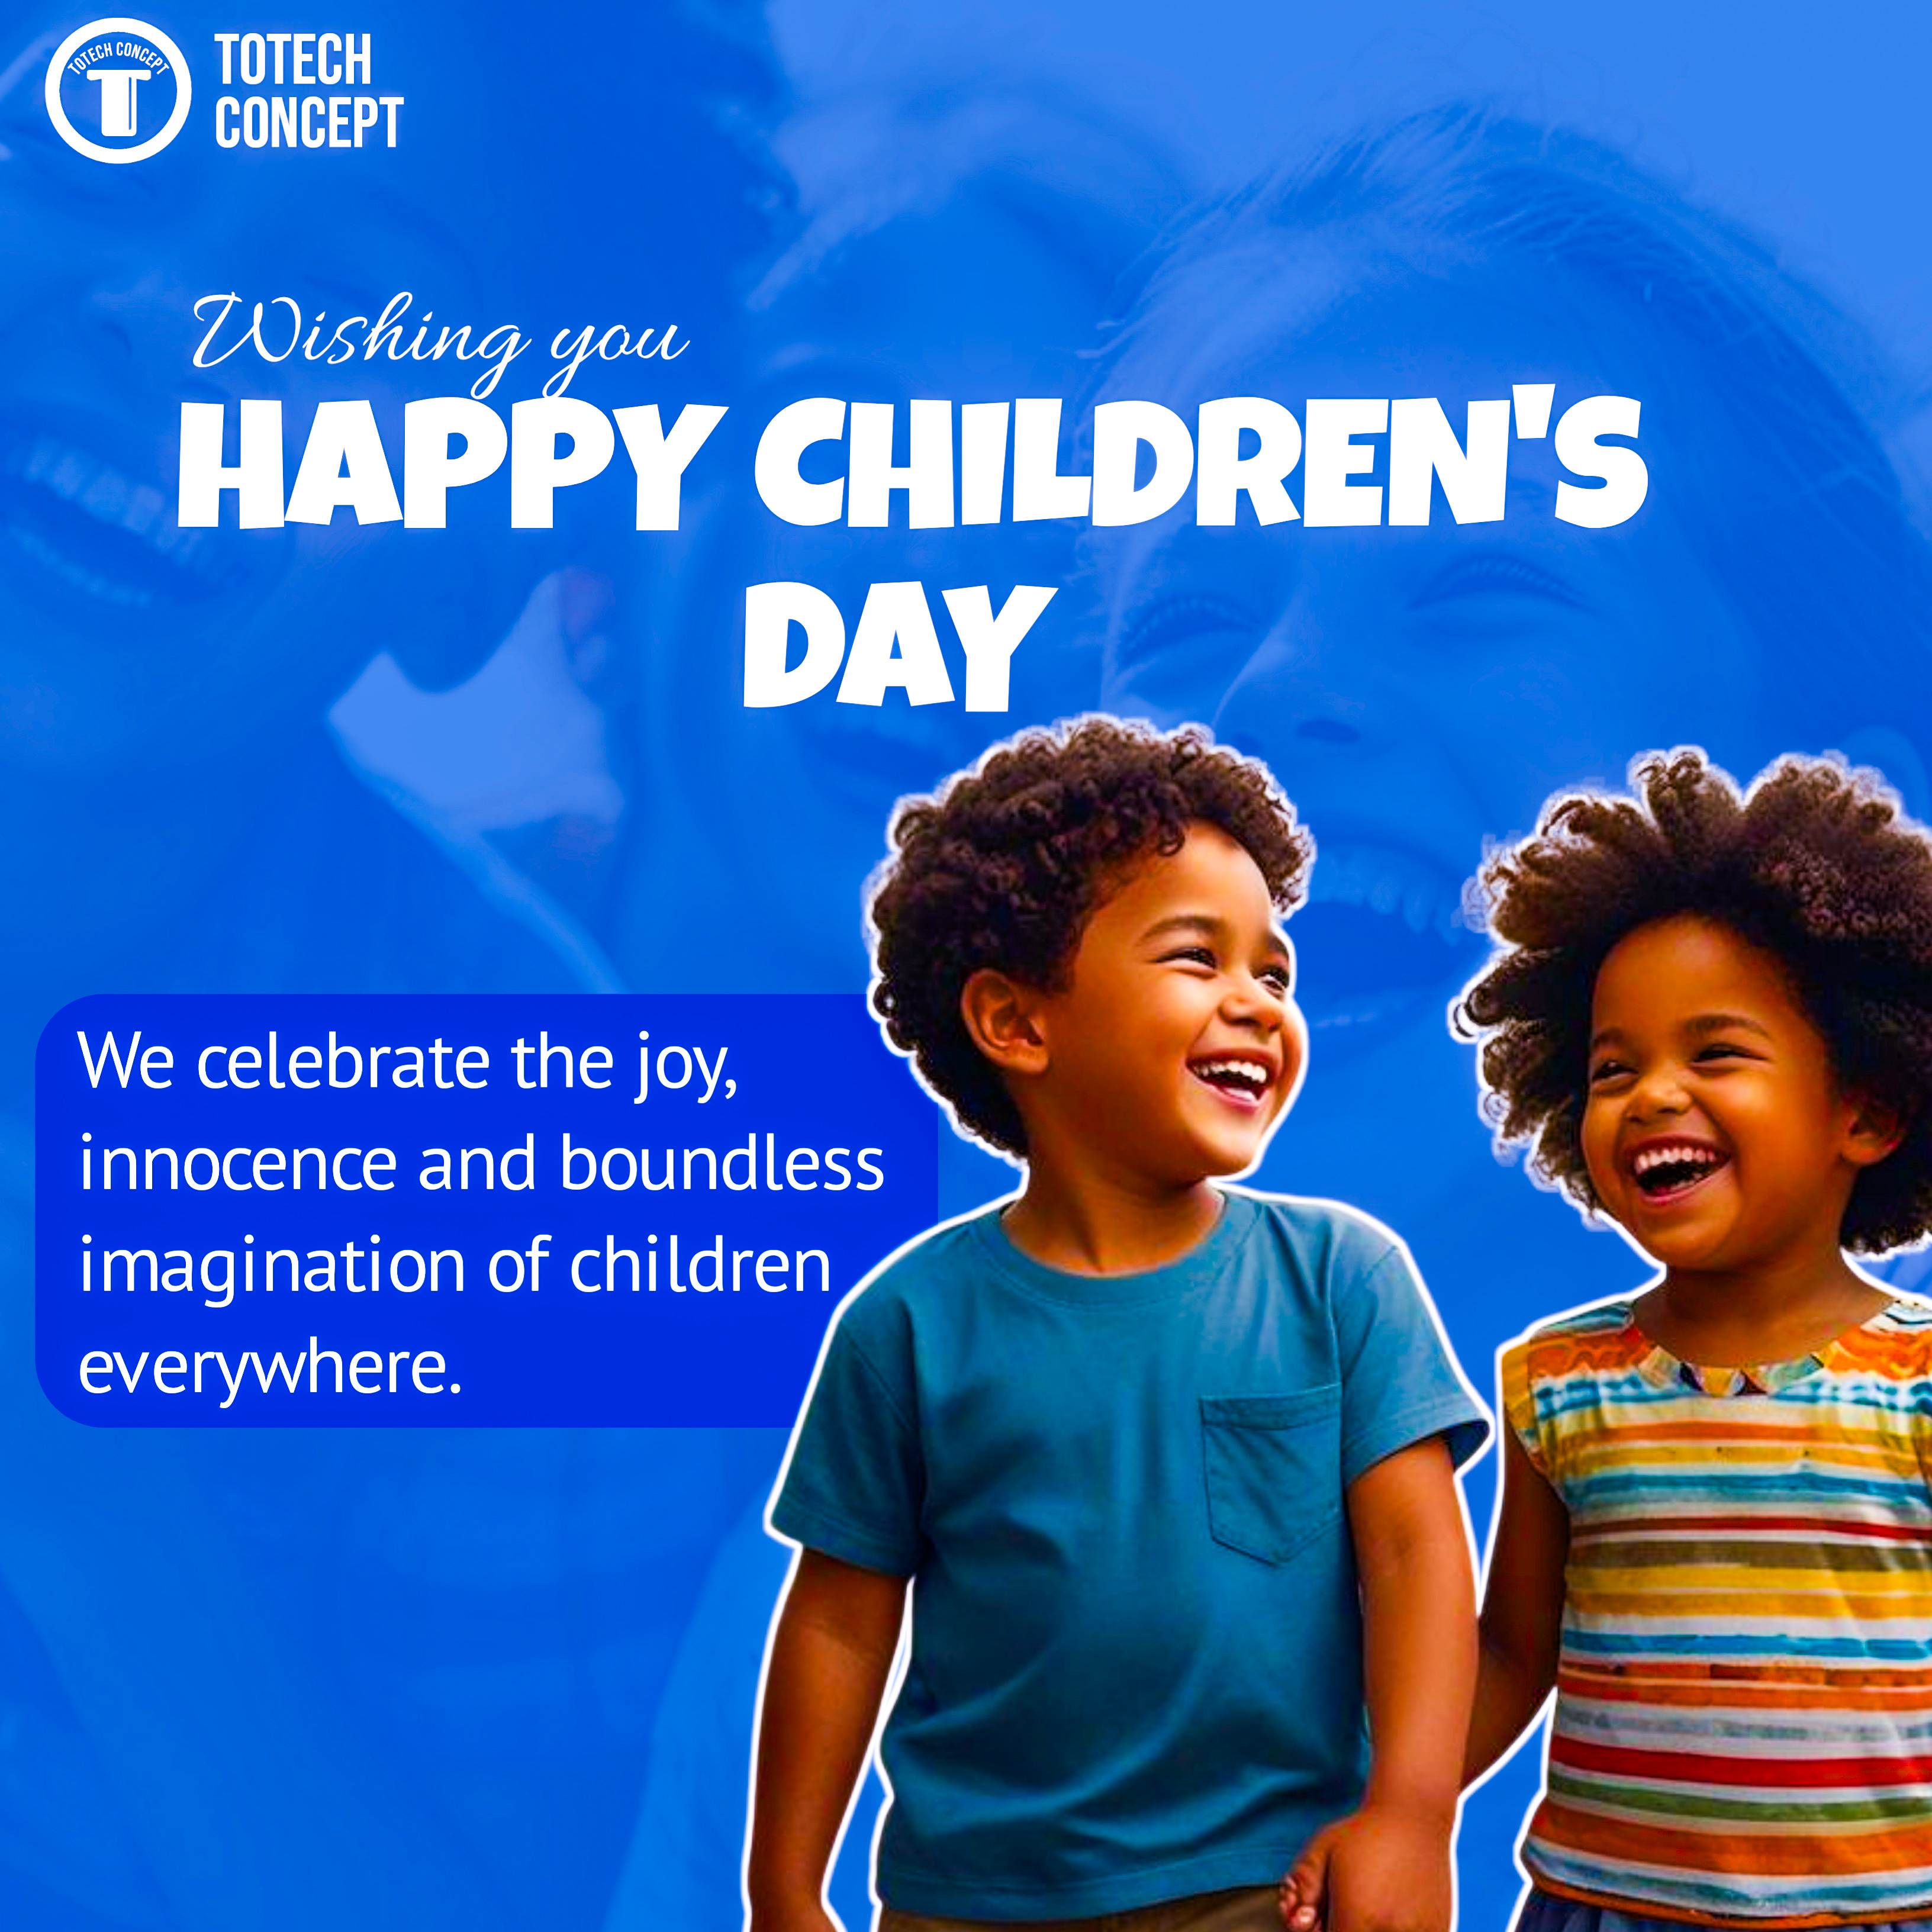 TOTECH CONCEPT
TOTECH
CONCEPT
Wishing you
HAPPY CHILDREN'S
DAY
We celebrate the joy,
innocence and boundless
imagination of children
everywhere.